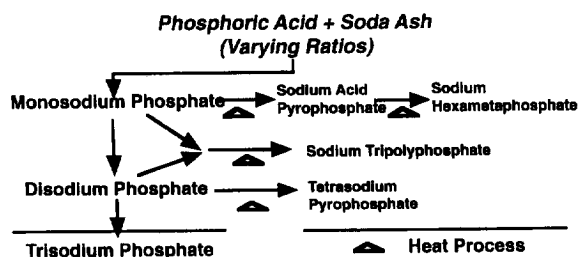 Phosphoric Acid + Soda Ash
(Varying Ratios)
Monosodium Phosphate
Sodium Acid
Pyrophosphate
Sodium
Hexametaphosphate
Sodium Tripolyphosphate
Disodium Phosphate
Tetrasodium
Pyrophosphate
Trisodium Phosphate
Heat Process